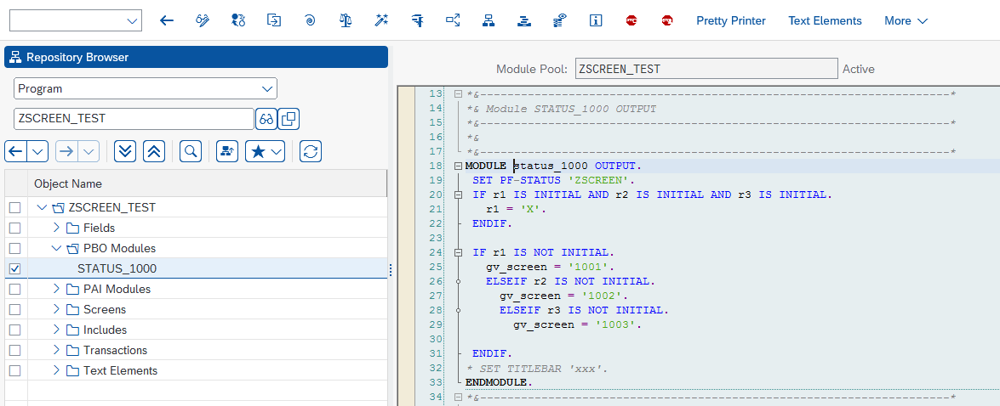 Pretty Printer Text Elements More
Repository Browser
Program
ZSCREEN_TEST
Object Name
ZSCREEN_TEST
Fields
PBO Modules
STATUS_1000
PAI Modules
Screens
Includes
Transactions
Text Elements
Module Pool: ZSCREEN_TEST Active
13 *&---------------------------------------------------------------------*
14 *& Module STATUS_1000 OUTPUT
15 *&---------------------------------------------------------------------*
16 *&
17 *&---------------------------------------------------------------------*
18 MODULE status_1000 OUTPUT.
19 SET PF-STATUS 'ZSCREEN'.
20 IF r1 IS INITIAL AND r2 IS INITIAL AND r3 IS INITIAL.
21 r1 = 'X'.
22 ENDIF.
23
24 IF r1 IS NOT INITIAL.
25 gv_screen = '1001'.
26 ELSEIF r2 IS NOT INITIAL.
27 gv_screen = '1002'.
28 ELSEIF r3 IS NOT INITIAL.
29 gv_screen = '1003'.
30
31 ENDIF.
32 * SET TITLEBAR 'xxx'.
33 ENDMODULE.
34 *&---------------------------------------------------------------------*